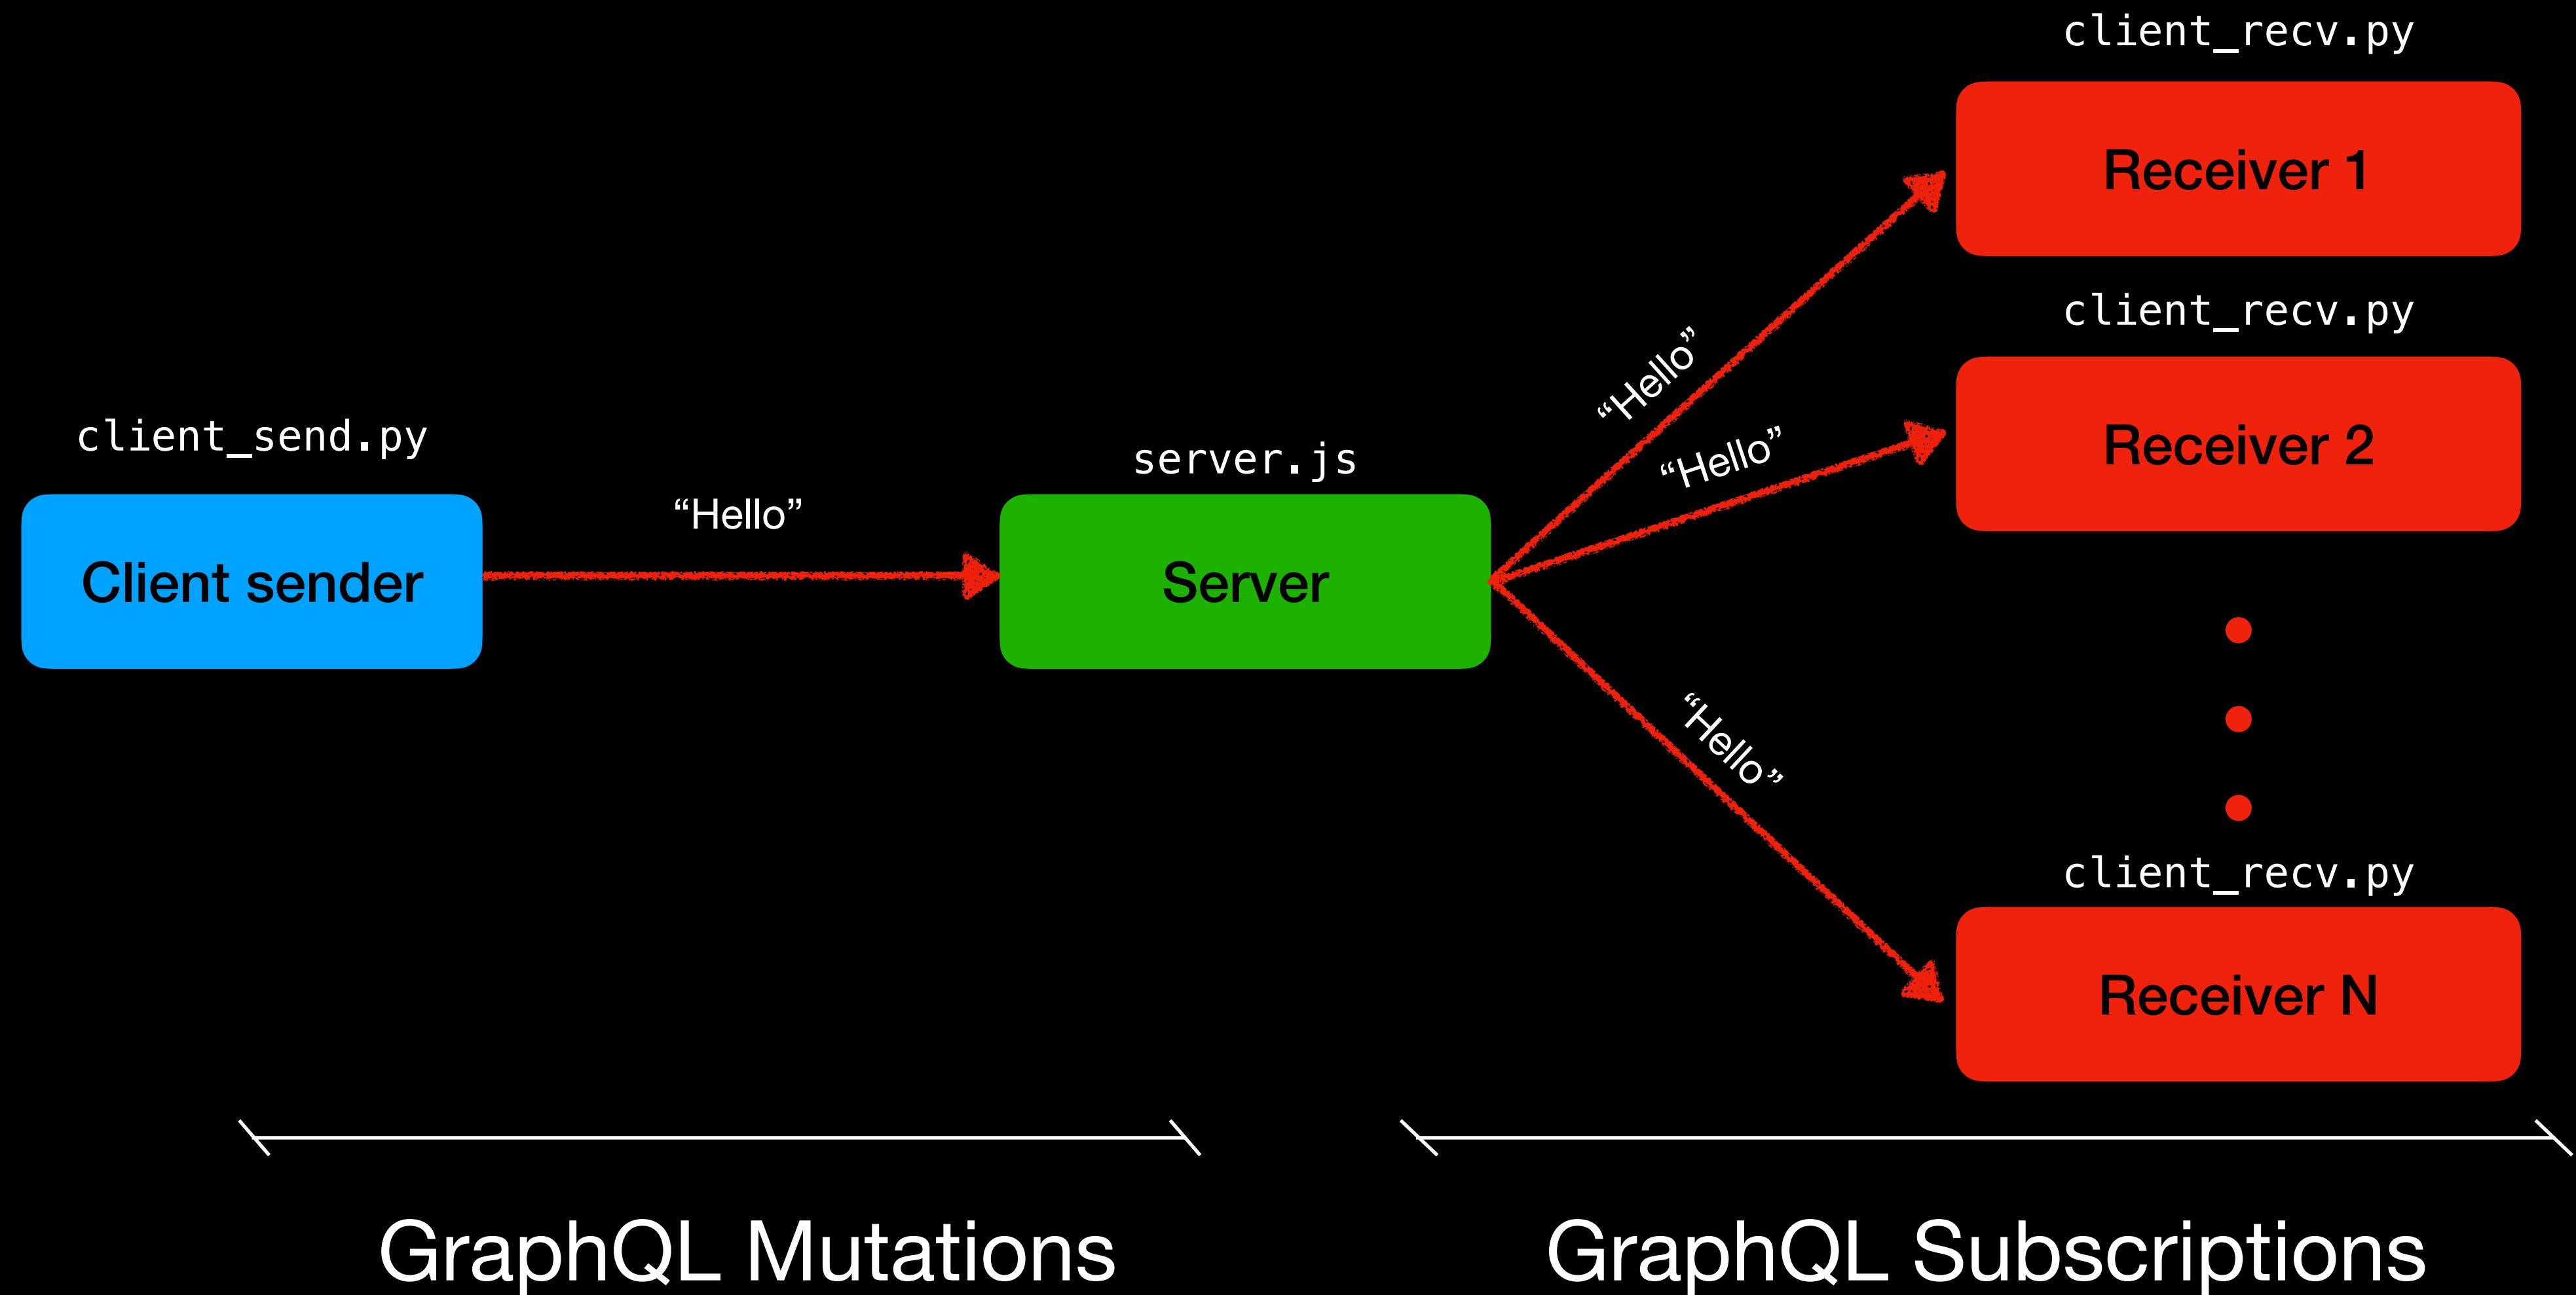 client_recv.py
Receiver 1
client_recv.py
Receiver 2
client_send.py
Client sender
“Hello”
server.js
Server
“Hello”
“Hello”
“Hello”
client_recv.py
Receiver N
GraphQL Mutations
GraphQL Subscriptions